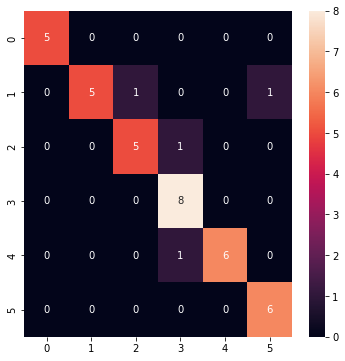 8
0 5 0 0 0 0 0
7
1 0 5 1 0 0 1
6
5
2 0 0 5 1 0 0
4
3 0 0 0 8 0 0
3
2
4 0 0 0 1 6 0
1
5 0 0 0 0 0 6
0
0 1 2 3 4 5